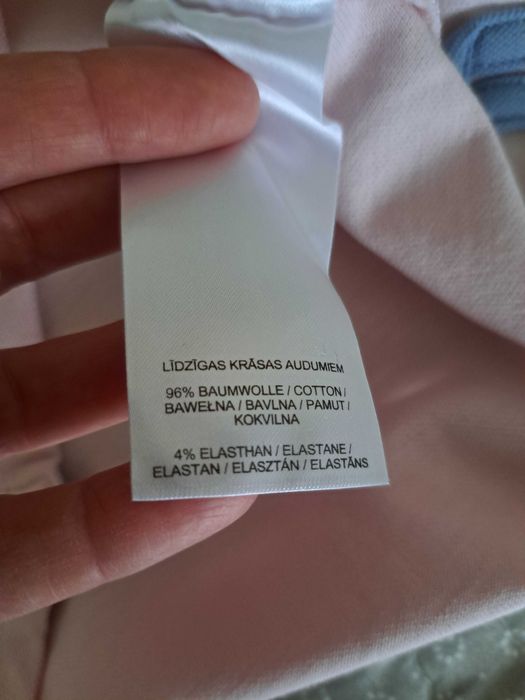 LĪDZĪGAS KRĀSAS AUDUMIEM
96% BAUMWOLLE / COTTON /
BAWEŁNA / BAVLNA / PAMUT /
KOKVILNA
4% ELASTHAN / ELASTANE /
ELASTAN / ELASZTÁN / ELASTĀNS